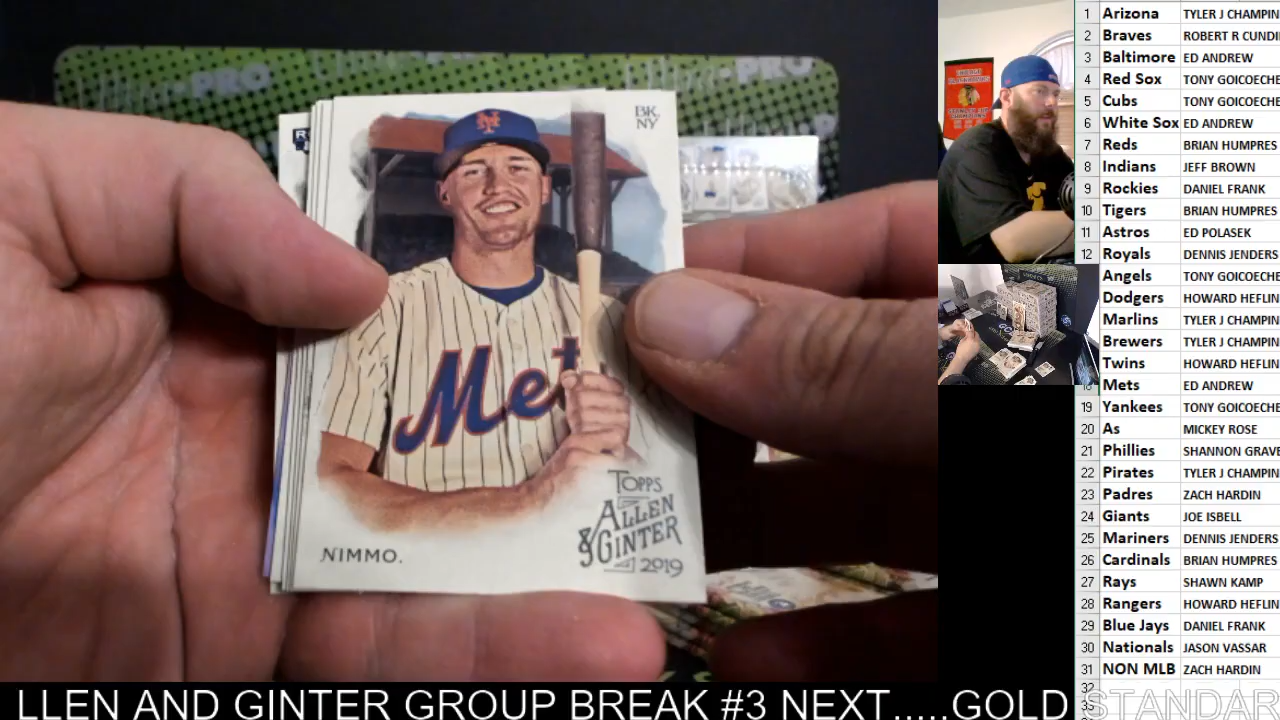 BK,
NY
Mets
TOPPS
ALLEN
& GINTER
2019
NIMMO.
1 Arizona TYLER J CHAMPIN
2 Braves ROBERT R CUNDI
3 Baltimore ED ANDREW
4 Red Sox TONY GOICOECHE
5 Cubs TONY GOICOECHE
6 White Sox ED ANDREW
7 Reds BRIAN HUMPRES
8 Indians JEFF BROWN
9 Rockies DANIEL FRANK
10 Tigers BRIAN HUMPRES
11 Astros ED POLASEK
12 Royals DENNIS JENDERS
Angels TONY GOICOECHE
Dodgers HOWARD HEFLIN
Marlins TYLER J CHAMPIN
Brewers TYLER J CHAMPIN
Twins HOWARD HEFLIN
Mets ED ANDREW
19 Yankees TONY GOICOECHE
20 As MICKEY ROSE
21 Phillies SHANNON GRAVE
22 Pirates TYLER J CHAMPIN
23 Padres ZACH HARDIN
24 Giants JOE ISBELL
25 Mariners DENNIS JENDERS
26 Cardinals BRIAN HUMPRES
27 Rays SHAWN KAMP
28 Rangers HOWARD HEFLIN
29 Blue Jays DANIEL FRANK
30 Nationals JASON VASSAR
31 NON MLB ZACH HARDIN
32
LLEN AND GINTER GROUP BREAK #3 NEXT.....GOLD STANDAR